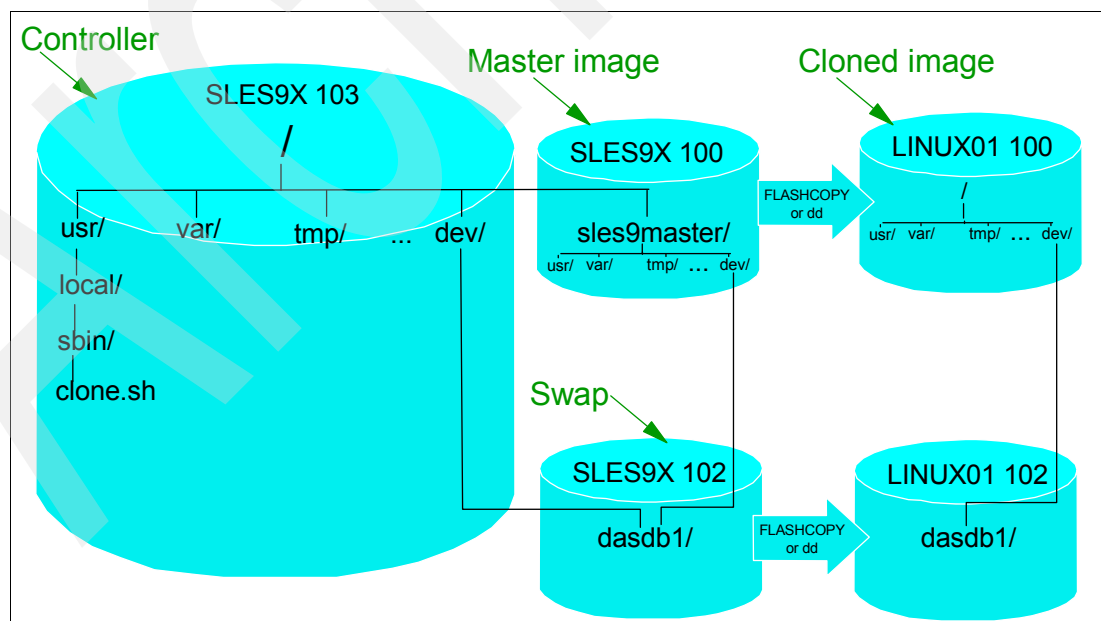 Controller
Master image
Cloned image
SLES9X 103
/
usr/ var/ tmp/ ... dev/
local/
sbin/
clone.sh
SLES9X 100
sles9master/
usr/ var/ tmp/ ... dev/
FLASHCOPY
or dd
LINUX01 100
/
usr/ var/ tmp/ ... dev/
Swap
SLES9X 102
dasdb1/
FLASHCOPY
or dd
LINUX01 102
dasdb1/